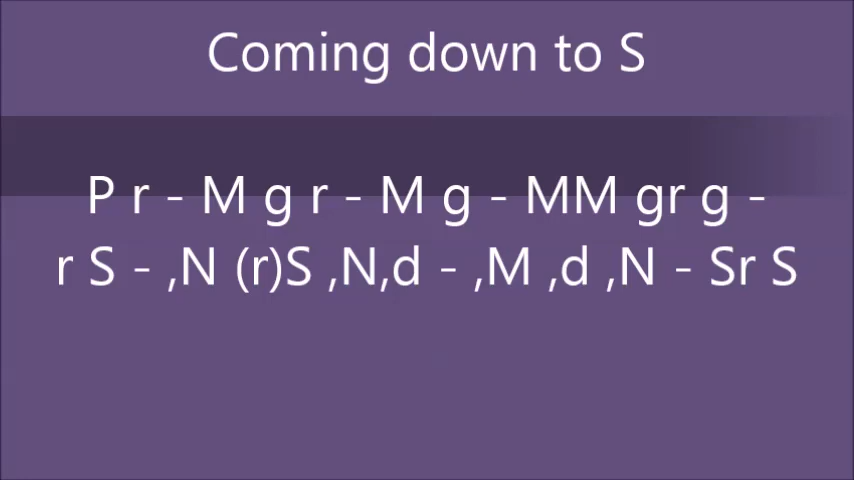 Coming down to S
P r - M g r - M g - MM gr g -
r S - ,N (r)S ,N,d - ,M ,d ,N - Sr S